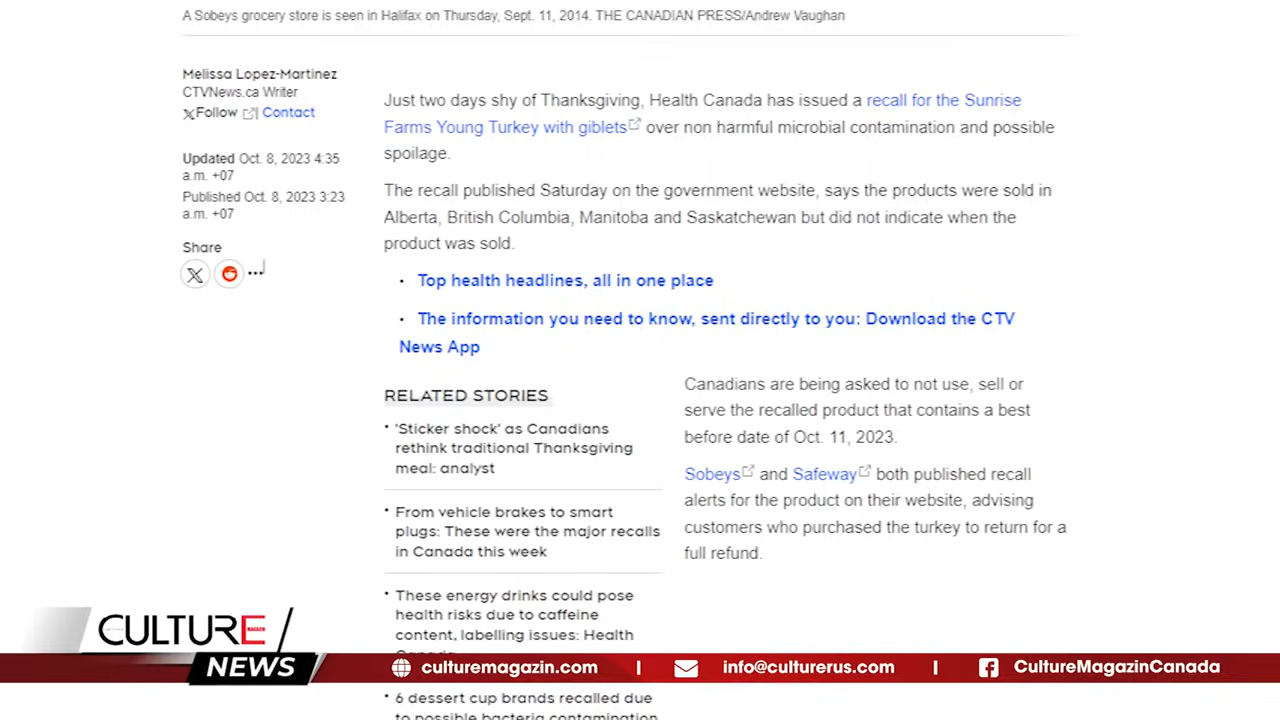 A Sobeys grocery store is seen in Halifax on Thursday, Sept. 11, 2014. THE CANADIAN PRESS/Andrew Vaughan
Melissa Lopez-Martinez
CTVNews.ca Writer
Follow | Contact
Updated Oct. 8, 2023 4:35
a.m. +07
Published Oct. 8, 2023 3:23
a.m. +07
Share
Just two days shy of Thanksgiving, Health Canada has issued a recall for the Sunrise
Farms Young Turkey with giblets over non harmful microbial contamination and possible
spoilage.
The recall published Saturday on the government website, says the products were sold in
Alberta, British Columbia, Manitoba and Saskatchewan but did not indicate when the
product was sold.
• Top health headlines, all in one place
• The information you need to know, sent directly to you: Download the CTV
News App
RELATED STORIES
• 'Sticker shock' as Canadians
rethink traditional Thanksgiving
meal: analyst
• From vehicle brakes to smart
plugs: These were the major recalls
in Canada this week
• These energy drinks could pose
health risks due to caffeine
content, labelling issues: Health
• 6 dessert cup brands recalled due
to possible bacteria contamination
Canadians are being asked to not use, sell or
serve the recalled product that contains a best
before date of Oct. 11, 2023.
Sobeys and Safeway both published recall
alerts for the product on their website, advising
customers who purchased the turkey to return for a
full refund.
CULTURE MAGAZIN
NEWS
culturemagazin.com | info@culturerus.com | CultureMagazinCanada